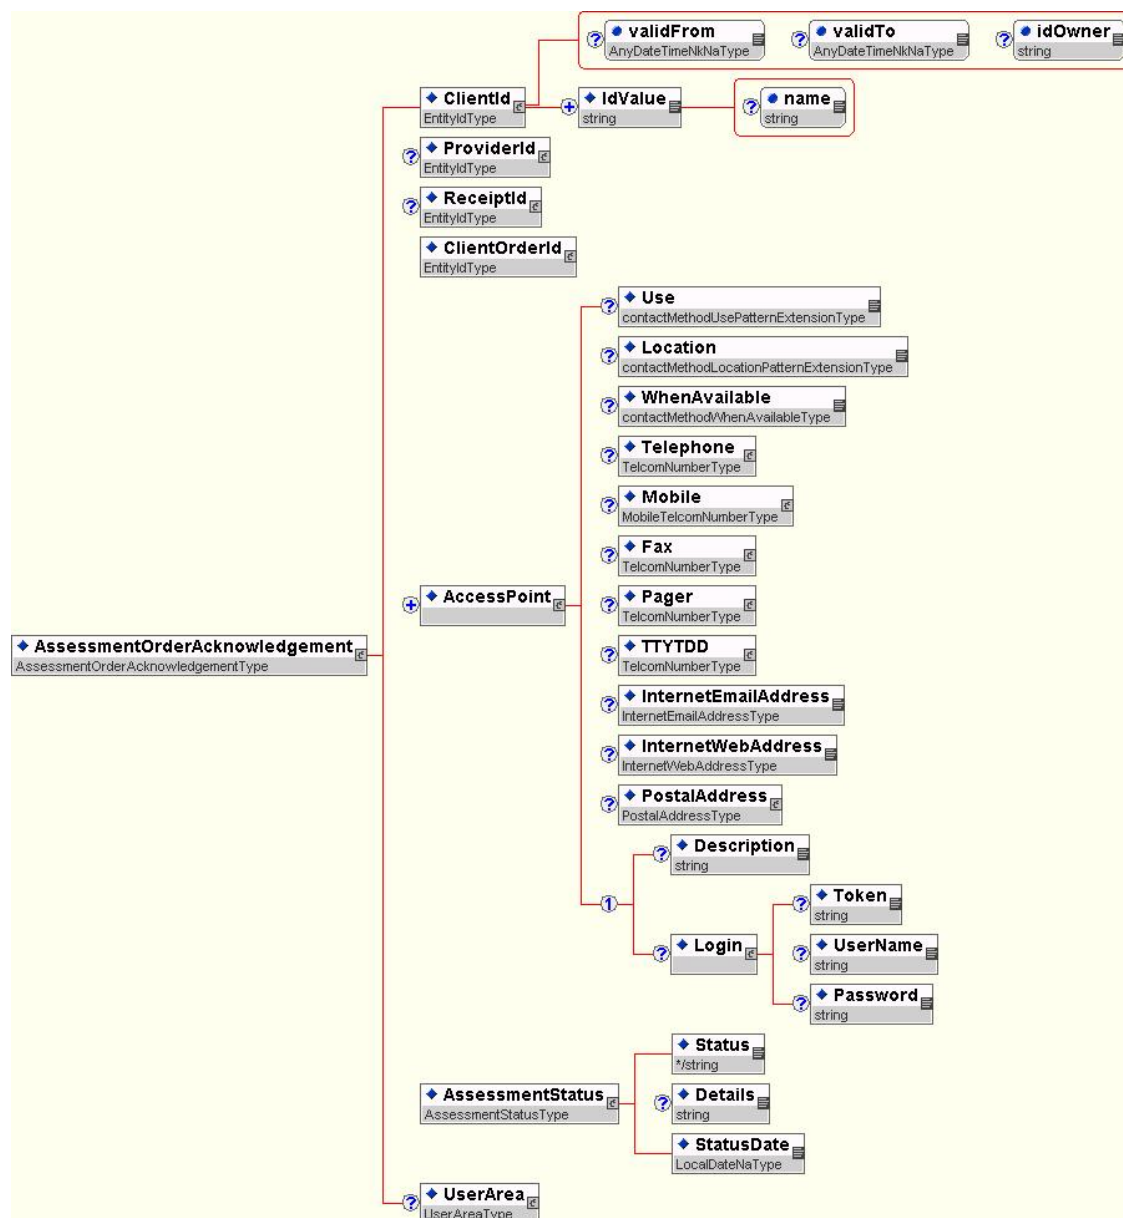 validFrom
AnyDateTimeNkNaType
validTo
AnyDateTimeNkNaType
idOwner
string
ClientId
EntityIdType
IdValue
string
name
string
ProviderId
EntityIdType
ReceiptId
EntityIdType
ClientOrderId
EntityIdType
Use
contactMethodUsePatternExtensionType
Location
contactMethodLocationPatternExtensionType
WhenAvailable
contactMethodWhenAvailableType
Telephone
TelcomNumberType
Mobile
MobileTelcomNumberType
Fax
TelcomNumberType
AccessPoint
Pager
TelcomNumberType
AssessmentOrderAcknowledgement
AssessmentOrderAcknowledgementType
TTYTDD
TelcomNumberType
InternetEmailAddress
InternetEmailAddressType
InternetWebAddress
InternetWebAddressType
PostalAddress
PostalAddressType
Description
string
1
Token
string
Login
UserName
string
Password
string
Status
*/string
AssessmentStatus
AssessmentStatusType
Details
string
StatusDate
LocalDateNaType
UserArea
UserAreaType